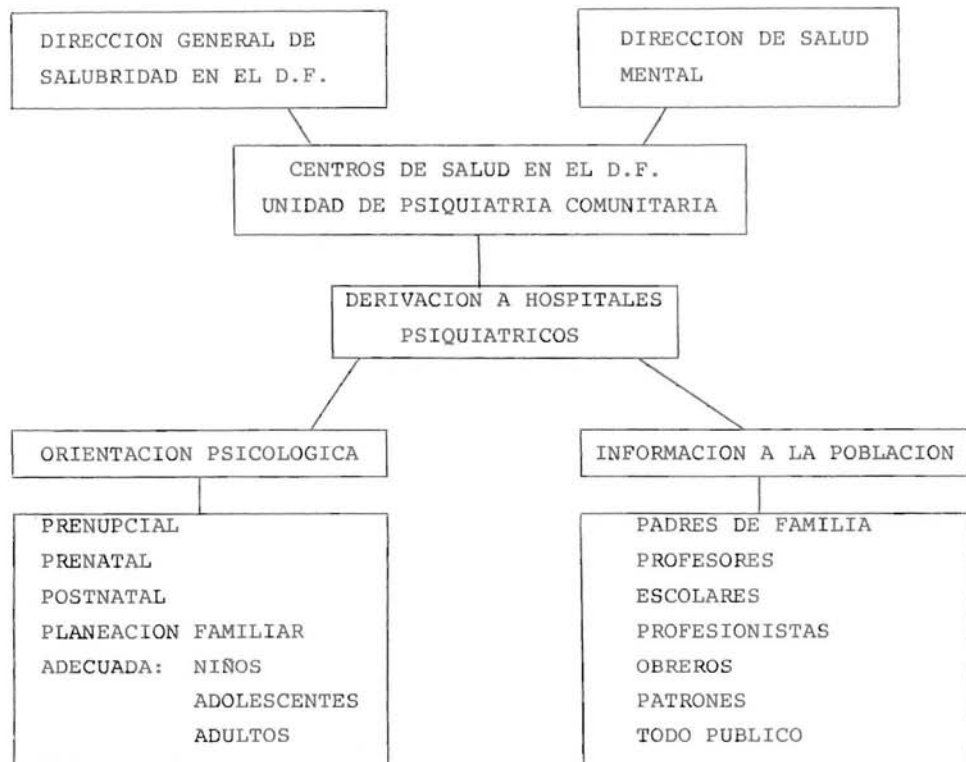 DIRECCION GENERAL DE
SALUBRIDAD EN EL D.F.
DIRECCION DE SALUD
MENTAL
CENTROS DE SALUD EN EL D.F.
UNIDAD DE PSIQUIATRIA COMUNITARIA
DERIVACION A HOSPITALES
PSIQUIATRICOS
ORIENTACION PSICOLOGICA
PRENUPCIAL
PRENATAL
POSTNATAL
PLANEACION FAMILIAR
ADECUADA: NIÑOS
ADOLESCENTES
ADULTOS
INFORMACION A LA POBLACION
PADRES DE FAMILIA
PROFESORES
ESCOLARES
PROFESIONISTAS
OBREROS
PATRONES
TODO PUBLICO